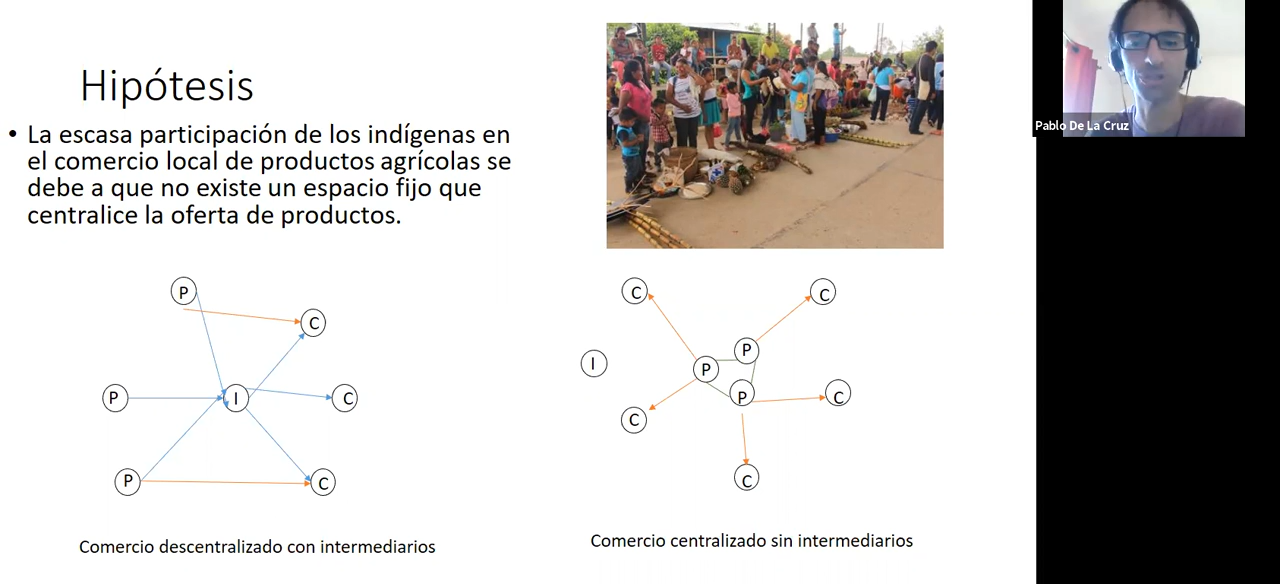 Hipótesis
• La escasa participación de los indígenas en
el comercio local de productos agrícolas se
debe a que no existe un espacio fijo que
centralice la oferta de productos.
P
C
P
I
C
P
C
Comercio descentralizado con intermediarios
C
C
I
P
P
P
C
C
C
Comercio centralizado sin intermediarios
Pablo De La Cruz